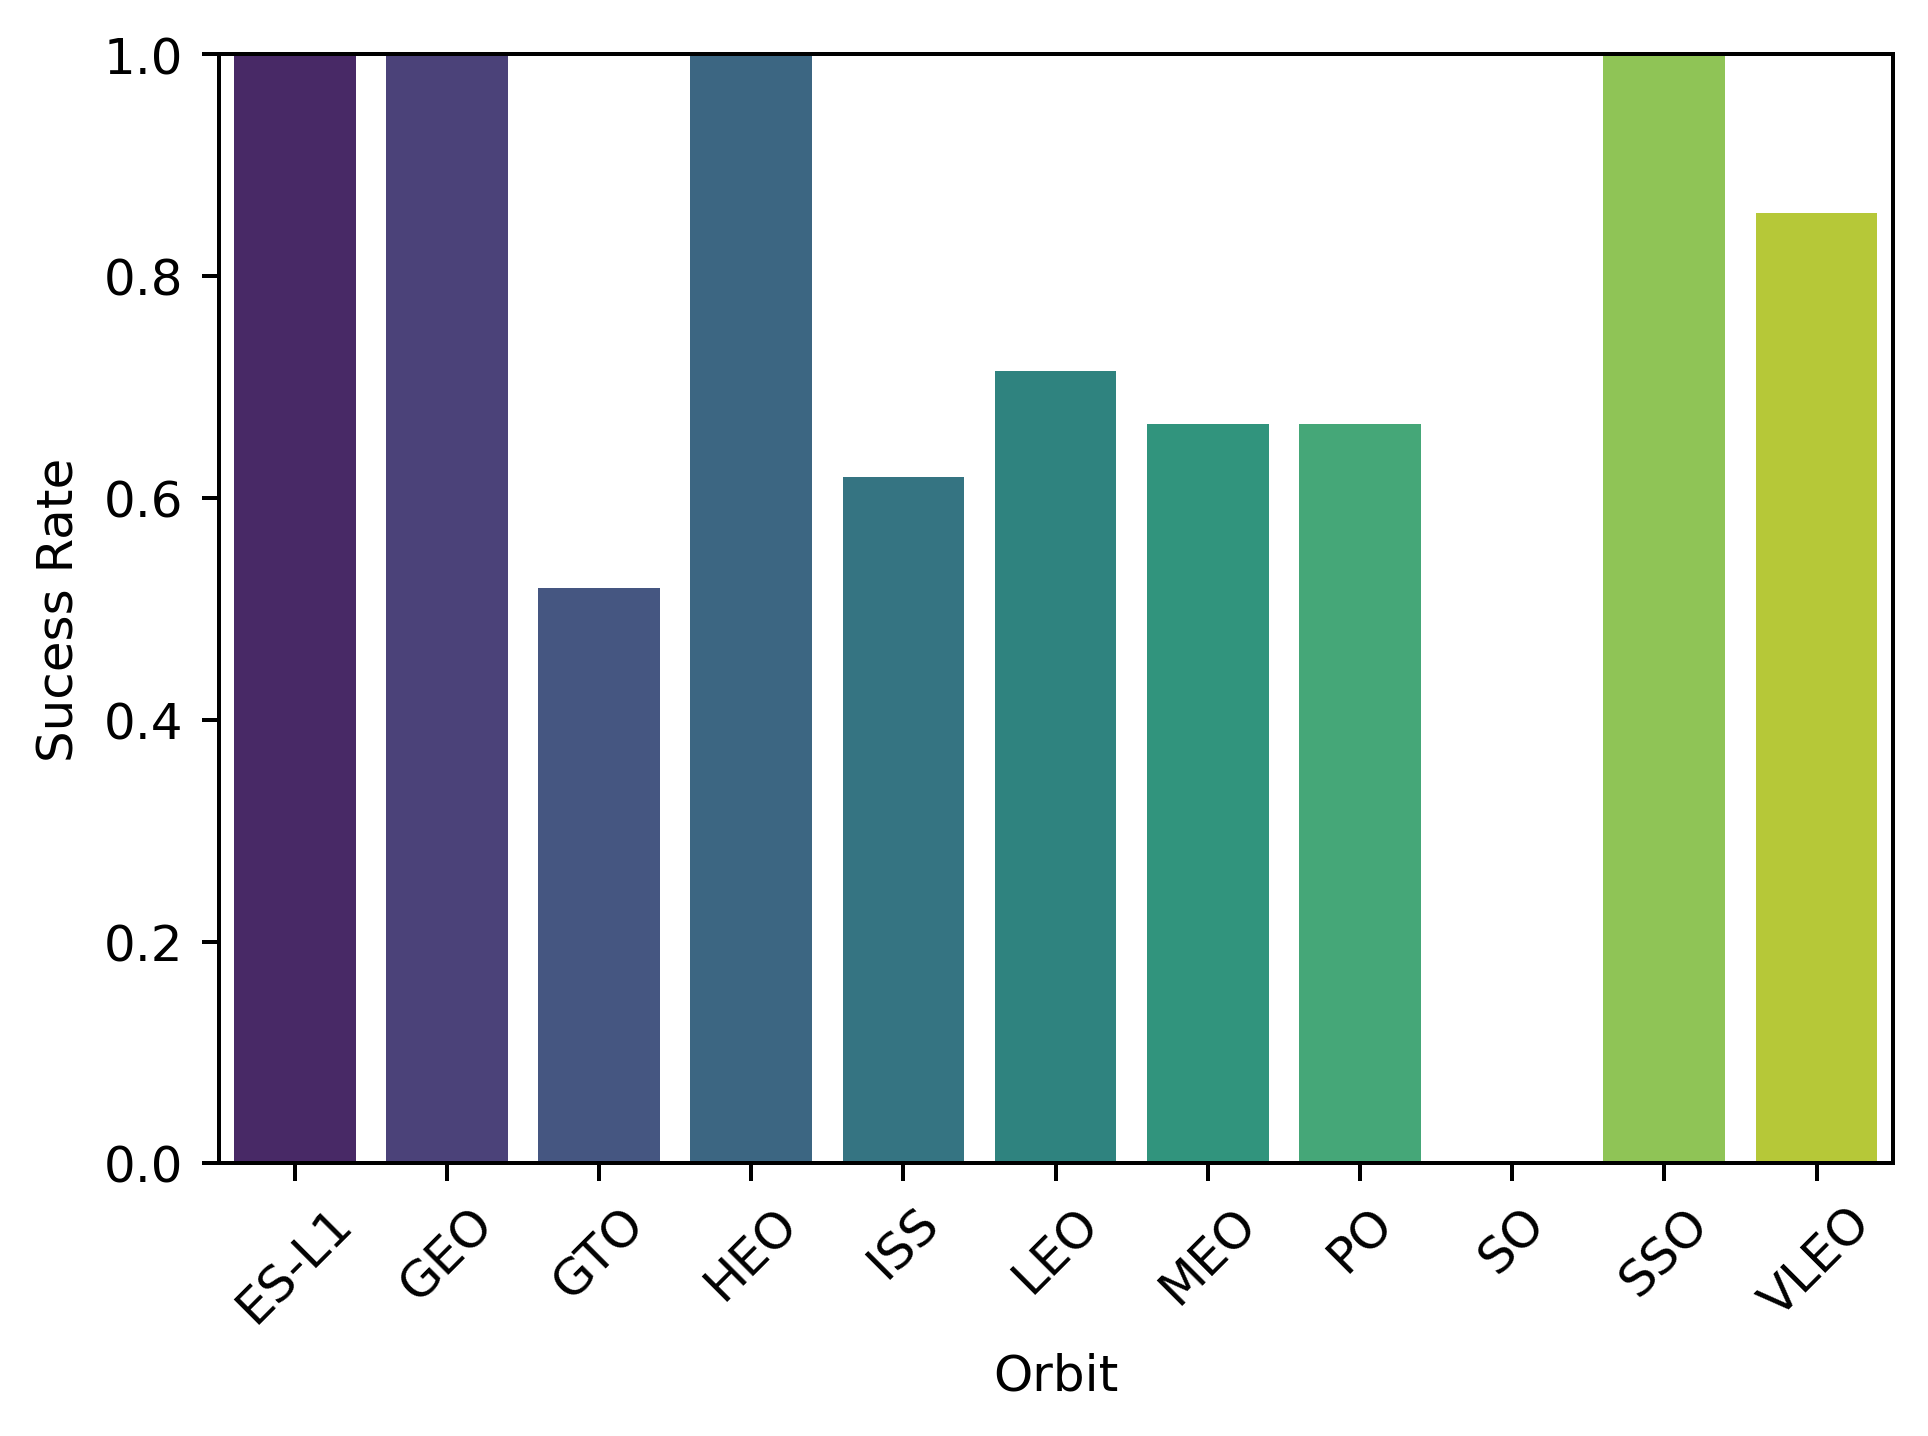 1.0
0.8
0.6
0.4
0.2
0.0
Sucess Rate
ES-L1
GEO
GTO
HEO
ISS
LEO
MEO
PO
SO
SSO
VLEO
Orbit